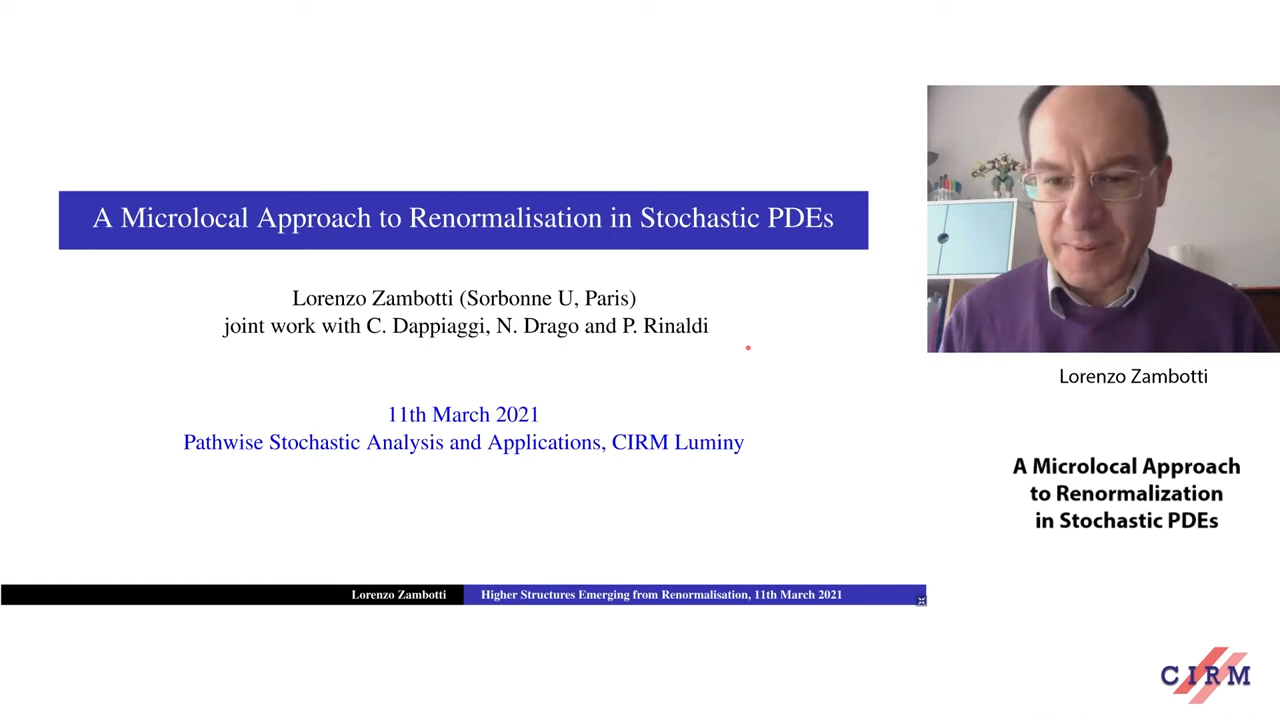 A Microlocal Approach to Renormalisation in Stochastic PDEs
Lorenzo Zambotti (Sorbonne U, Paris)
joint work with C. Dappiaggi, N. Drago and P. Rinaldi
11th March 2021
Pathwise Stochastic Analysis and Applications, CIRM Luminy
Lorenzo Zambotti
Higher Structures Emerging from Renormalisation, 11th March 2021
Lorenzo Zambotti
A Microlocal Approach
to Renormalization
in Stochastic PDEs
CIRM